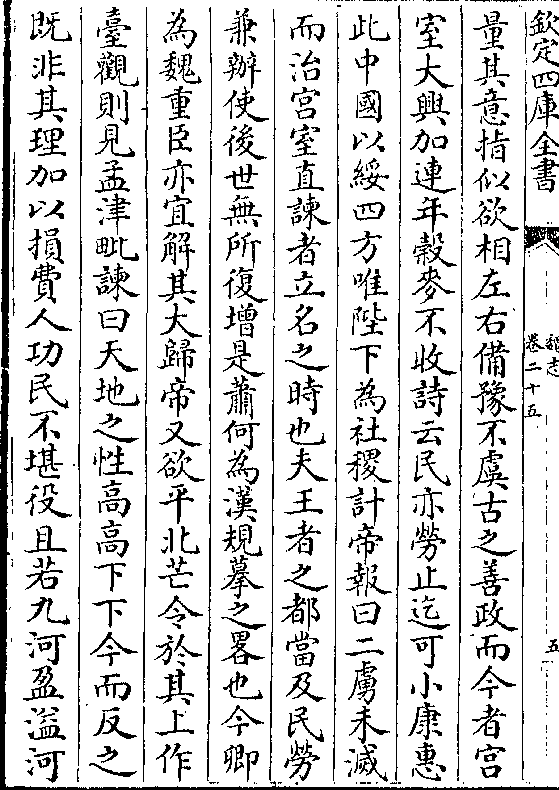 欽定四庫全書
魏志
卷二十五
五
量其意指似欲相左右備豫不虞古之善政而今者宫
室大興加連年榖麥不收詩云民亦勞止迄可小康惠
此中國以綏四方唯陛下為社稷計帝報曰二虜未滅
而治宫室直諫者立名之時也夫王者之都當及民勞
兼辦使後世無所復增是蕭何為漢規摹之畧也今卿
為魏重臣亦宜解其大歸帝又欲平北芒令於其上作
臺觀則見孟津毗諫曰天地之性高高下下今而反之
既非其理加以損費人功民不堪役且若九河盈溢河